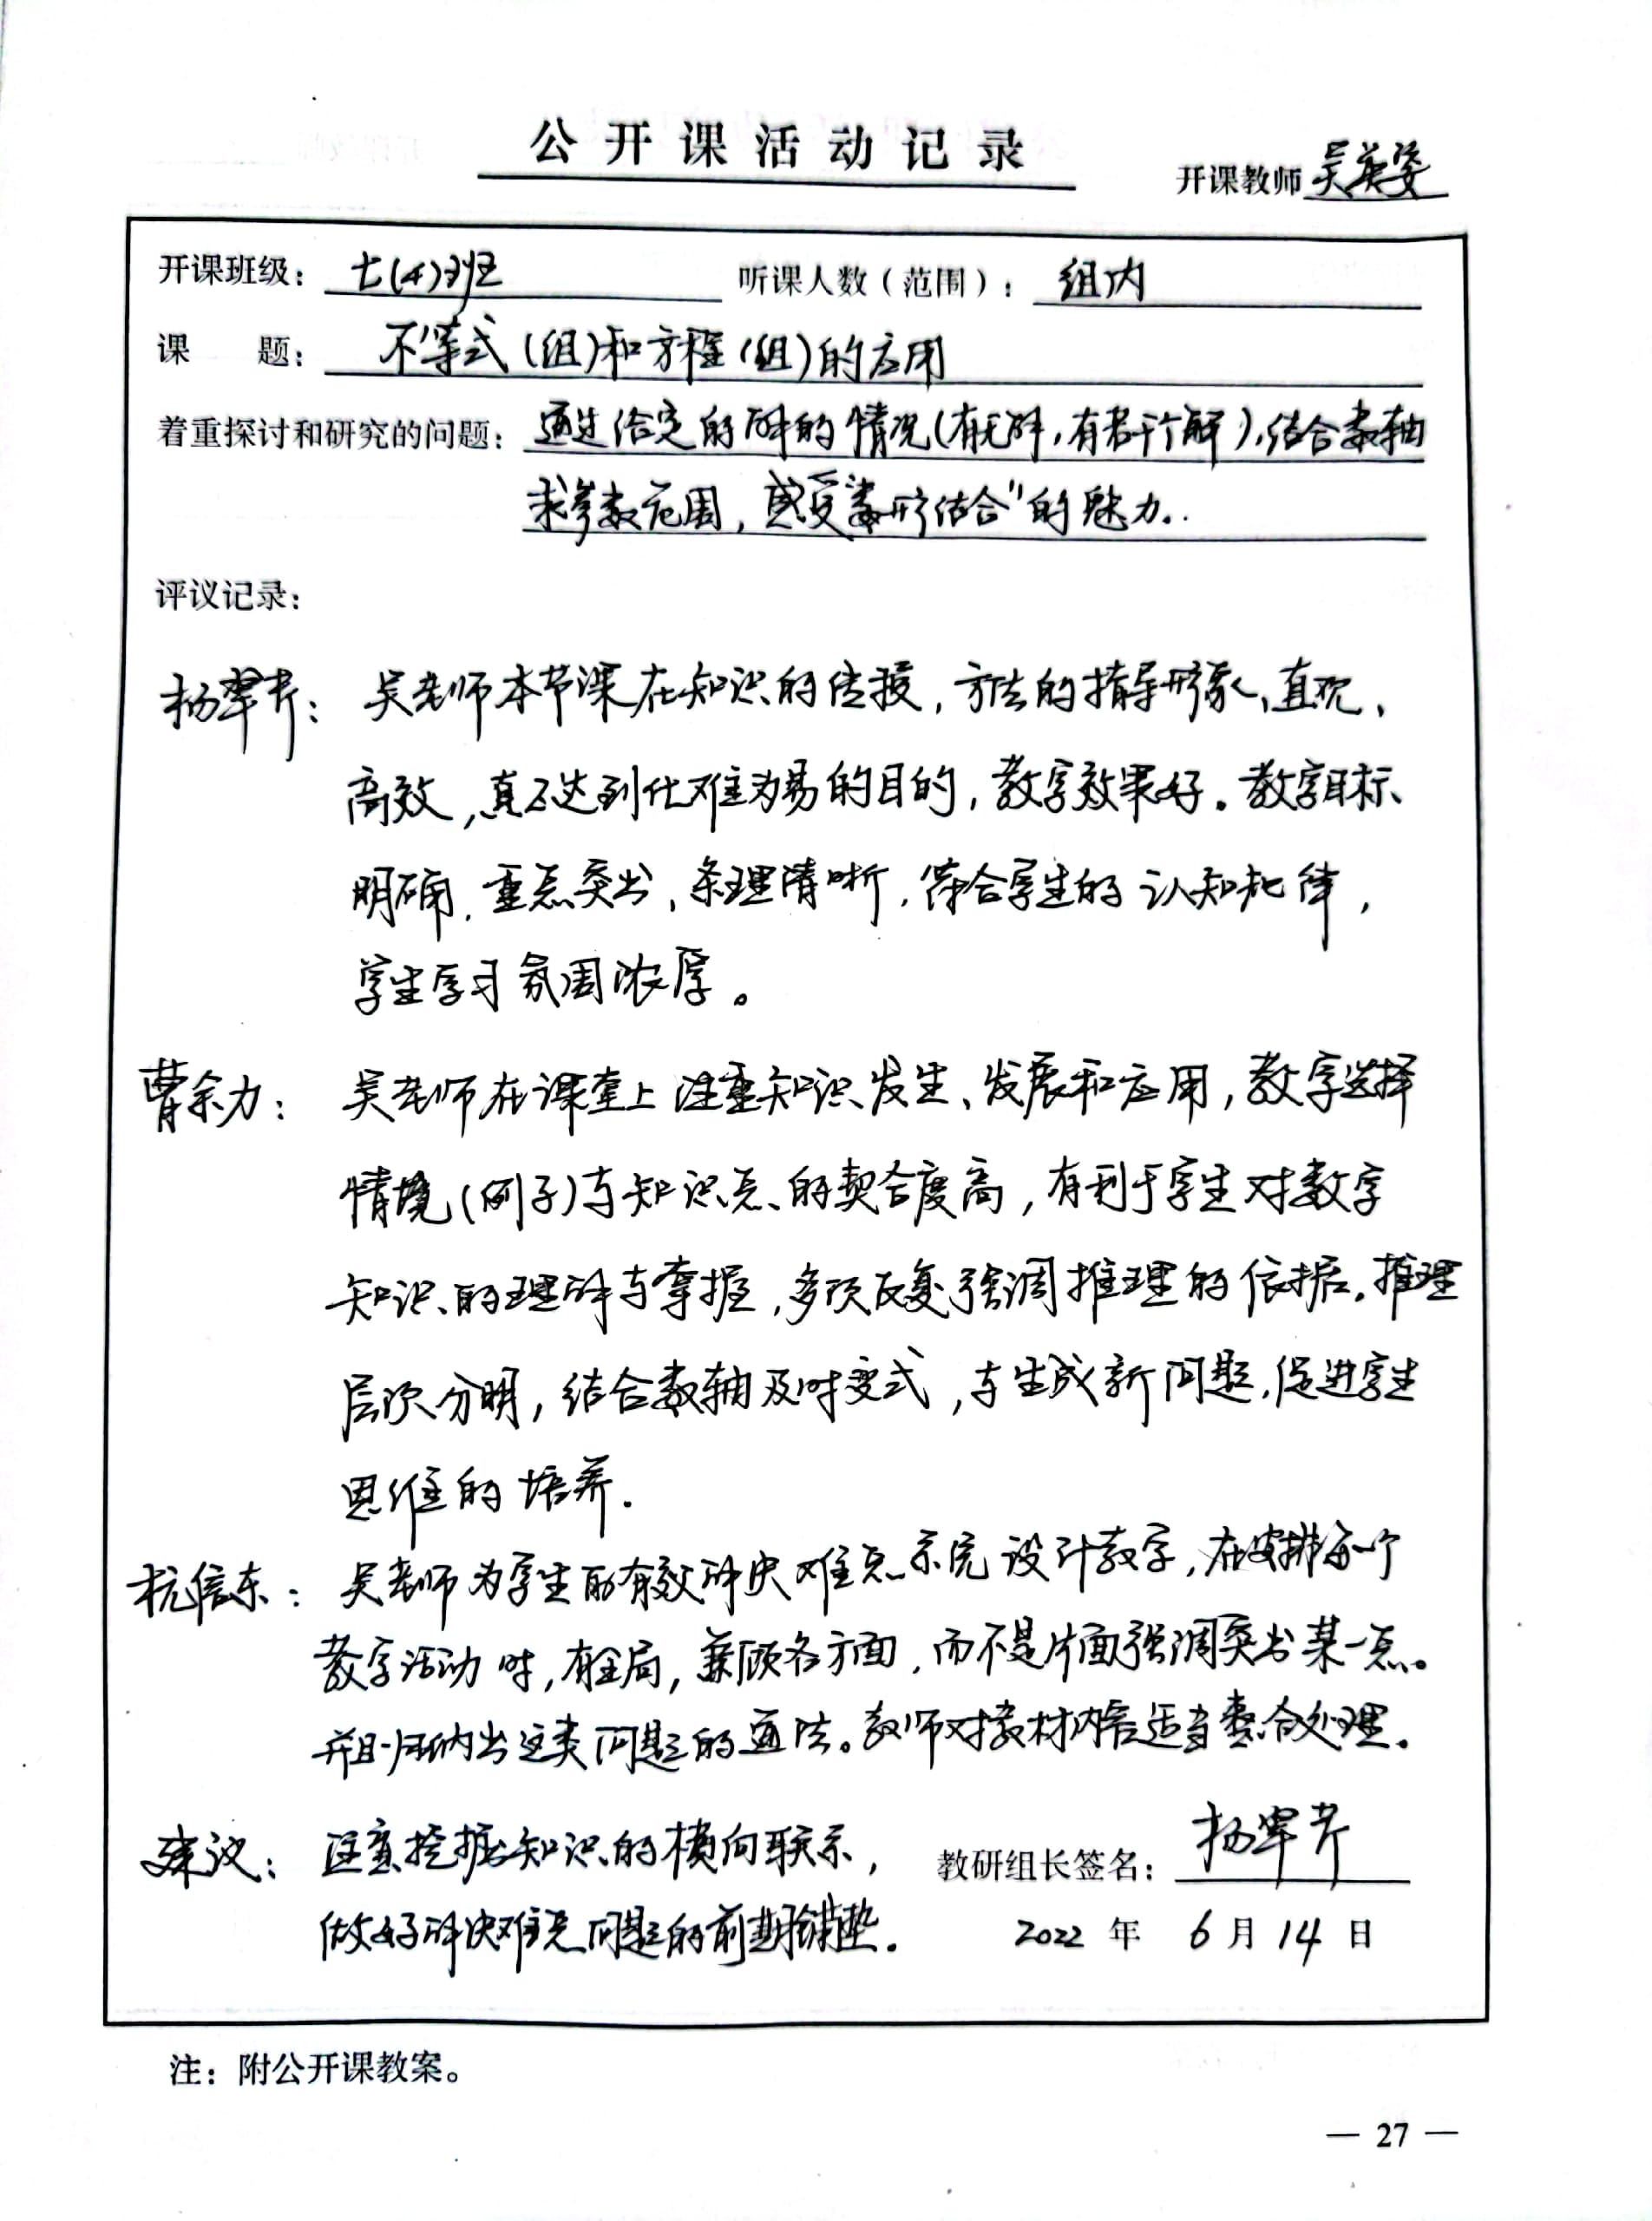 公开课活动记录
开课教师 吴英姿
开课班级： 七(4)班 听课人数（范围）： 组内
课 题： 不等式(组)和方程(组)的应用
着重探讨和研究的问题： 通过给定的解的情况(有无解,有若干个解),结合数轴
求参数范围, 感受"数形结合"的魅力.
评议记录：
杨翠芹： 吴老师本节课在知识的传授, 方法的指导形象、直观、
高效, 真正达到化难为易的目的, 教学效果好。教学目标
明确, 重点突出, 条理清晰, 符合学生的认知规律,
学生学习氛围浓厚。
曹余力： 吴老师在课堂上注重知识发生、发展和应用, 教学选择
情境(例子)与知识点的契合度高, 有利于学生对数学
知识的理解与掌握, 多次反复强调推理的依据. 推理
层次分明, 结合数轴及时变式, 与生成新问题, 促进学生
思维的培养.
杭信东： 吴老师为学生的有效解决难点系统设计教学, 在安排每个
教学活动时, 有全局, 兼顾各方面, 而不是片面强调突出某一点。
并且归纳出这类问题的通法。教师对教材内容适当整合处理。
建议： 注意挖掘知识的横向联系,
教研组长签名： 杨翠芹
做好解决难点问题的前期铺垫.
2022 年 6 月 14 日
注：附公开课教案。
— 27 —